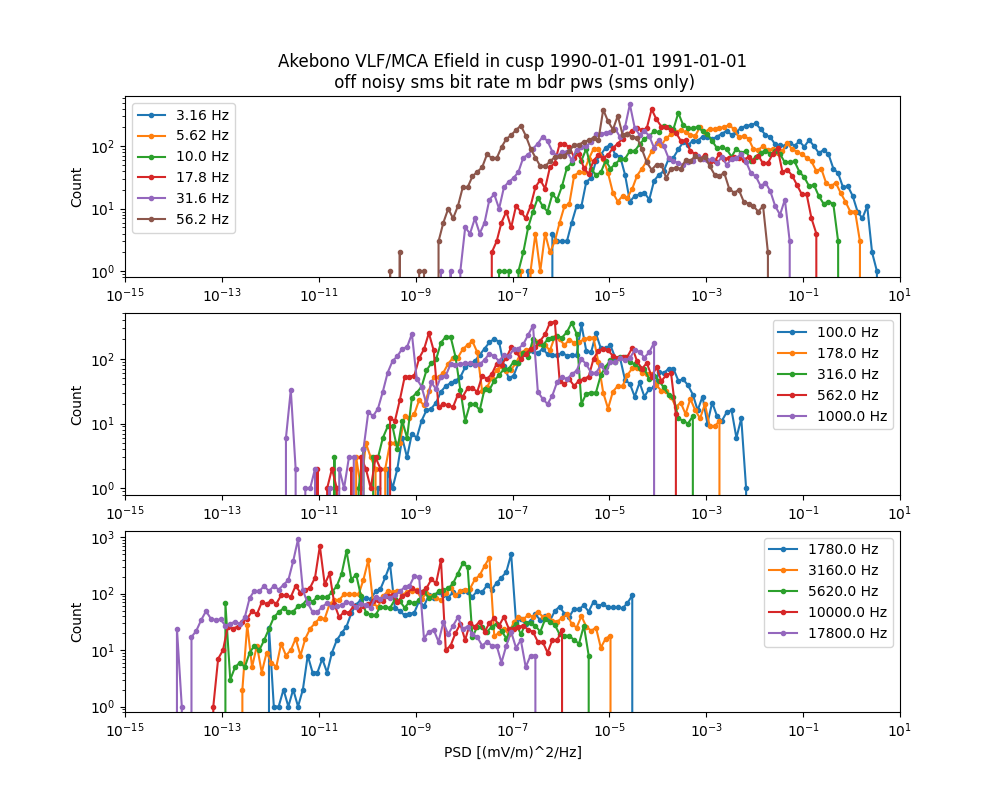 Akebono VLF/MCA Efield in cusp 1990-01-01 1991-01-01
off noisy sms bit rate m bdr pws (sms only)
Count
10^2
10^1
10^0
3.16 Hz
5.62 Hz
10.0 Hz
17.8 Hz
31.6 Hz
56.2 Hz
10^-15 10^-13 10^-11 10^-9 10^-7 10^-5 10^-3 10^-1 10^1
Count
10^2
10^1
10^0
100.0 Hz
178.0 Hz
316.0 Hz
562.0 Hz
1000.0 Hz
10^-15 10^-13 10^-11 10^-9 10^-7 10^-5 10^-3 10^-1 10^1
Count
10^3
10^2
10^1
10^0
1780.0 Hz
3160.0 Hz
5620.0 Hz
10000.0 Hz
17800.0 Hz
10^-15 10^-13 10^-11 10^-9 10^-7 10^-5 10^-3 10^-1 10^1
PSD [(mV/m)^2/Hz]